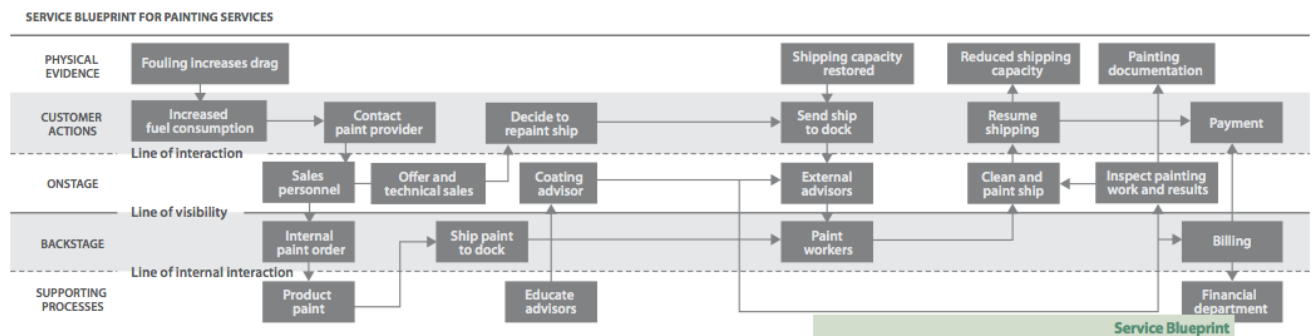 SERVICE BLUEPRINT FOR PAINTING SERVICES
PHYSICAL
EVIDENCE
Fouling increases drag
Shipping capacity
restored
Reduced shipping
capacity
Painting
documentation
CUSTOMER
ACTIONS
Increased
fuel consumption
Contact
paint provider
Decide to
repaint ship
Send ship
to dock
Resume
shipping
Payment
Line of interaction
ONSTAGE
Sales
personnel
Offer and
technical sales
Coating
advisor
External
advisors
Clean and
paint ship
Inspect painting
work and results
Line of visibility
BACKSTAGE
Internal
paint order
Ship paint
to dock
Paint
workers
Billing
Line of internal interaction
SUPPORTING
PROCESSES
Product
paint
Educate
advisors
Financial
department
Service Blueprint